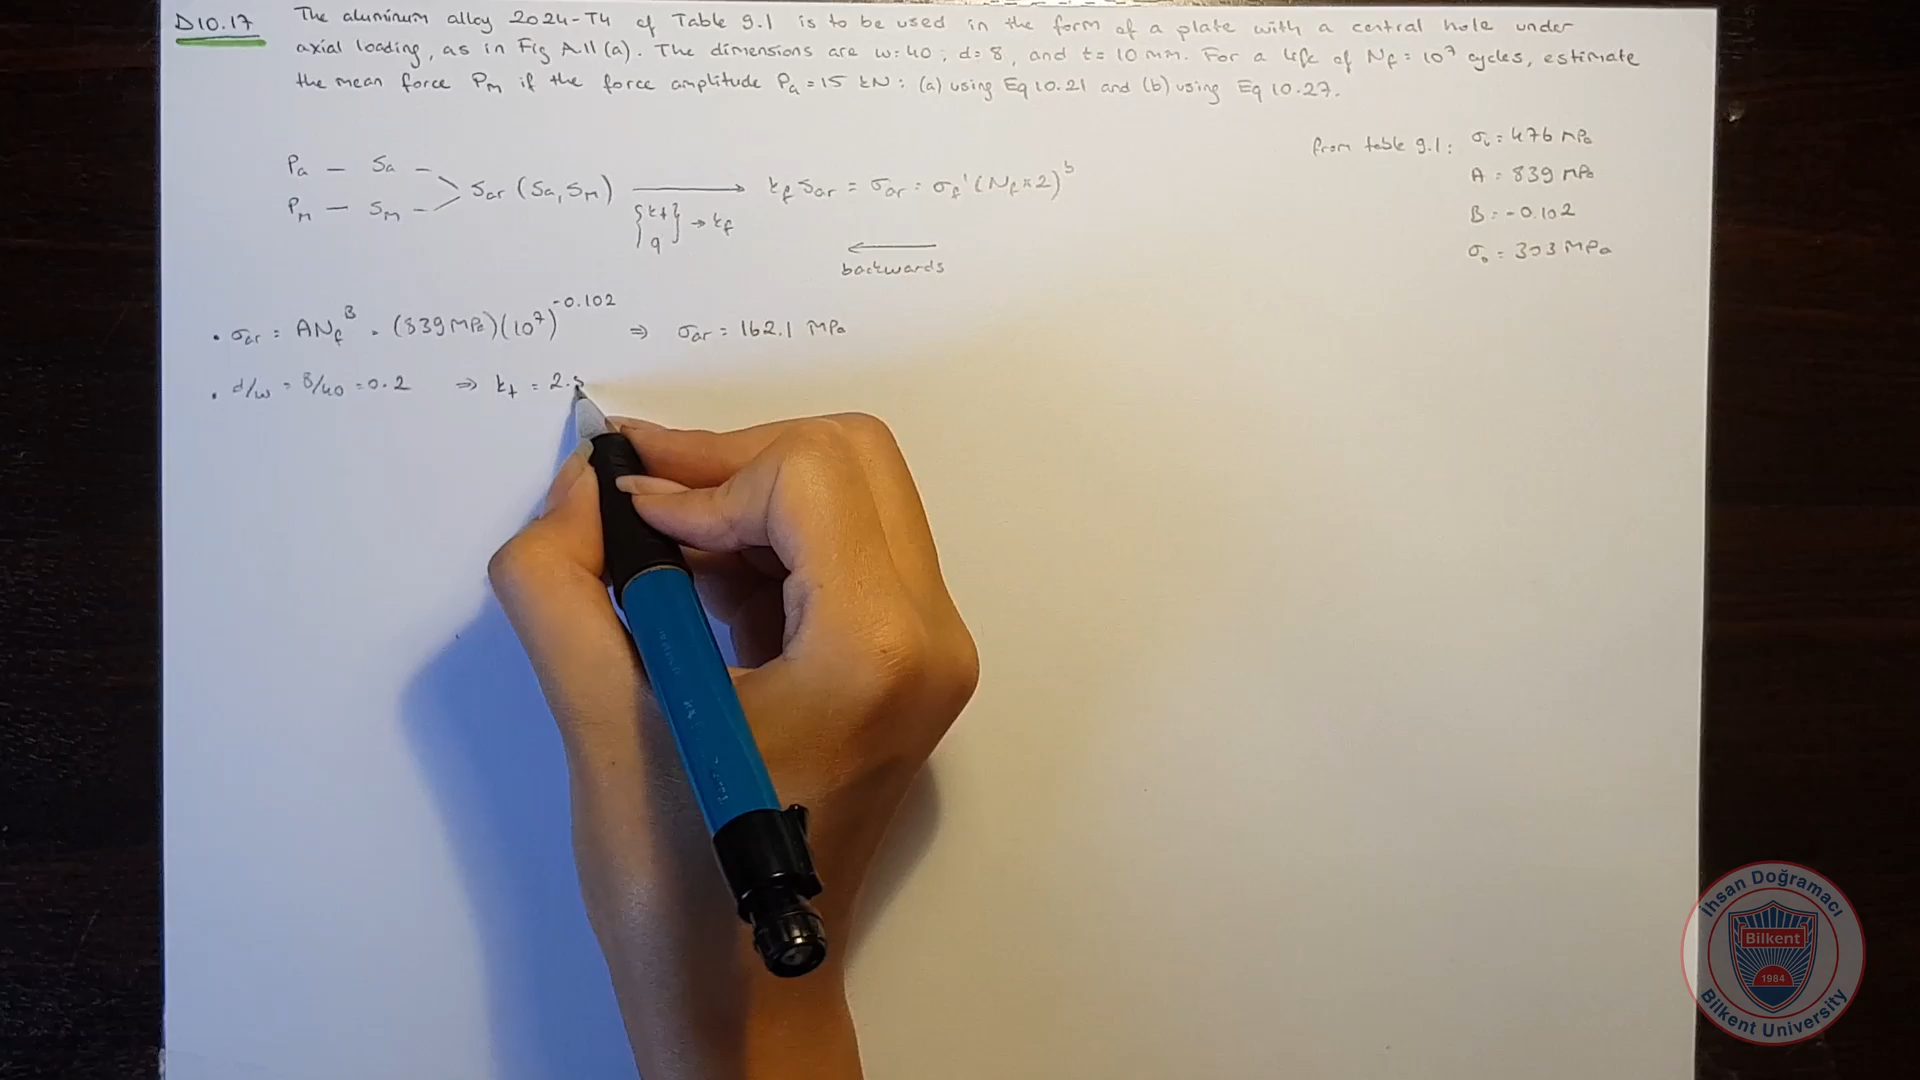 D10.17 The aluminum alloy 2024-T4 of Table 9.1 is to be used in the form of a plate with a central hole under
axial loading, as in Fig A.11 (a). The dimensions are w=40, d=8, and t=10 mm. For a life of Nf = 10^7 cycles, estimate
the mean force Pm if the force amplitude Pa = 15 kN: (a) using Eq 10.21 and (b) using Eq 10.27.
from table 9.1: σu = 476 MPa
A = 839 MPa
B = -0.102
σo = 303 MPa
Pa — Sa —
Pm — Sm —
Sar (Sa, Sm) → kf Sar = σar = σf' (Nf×2)^b
{kt q} → kf
←
backwards
• σar = ANf^B = (839 MPa)(10^7)^-0.102 ⇒ σar = 162.1 MPa
• d/w = 8/40 = 0.2 ⇒ kt = 2.5
İhsan Doğramacı
Bilkent
1984
Bilkent University